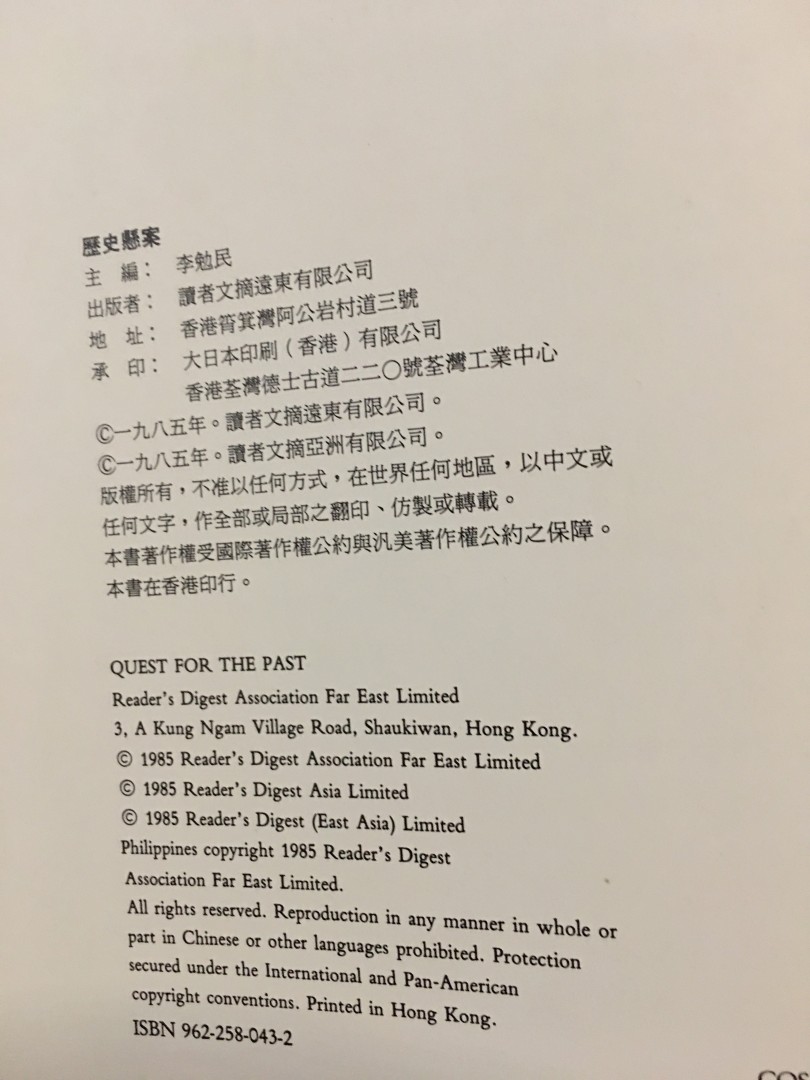 歷史懸案
主 編： 李勉民
出版者： 讀者文摘遠東有限公司
地 址： 香港筲箕灣阿公岩村道三號
承 印： 大日本印刷（香港）有限公司
香港荃灣德士古道二二〇號荃灣工業中心
©一九八五年。讀者文摘遠東有限公司。
©一九八五年。讀者文摘亞洲有限公司。
版權所有，不准以任何方式，在世界任何地區，以中文或
任何文字，作全部或局部之翻印、仿製或轉載。
本書著作權受國際著作權公約與汎美著作權公約之保障。
本書在香港印行。
QUEST FOR THE PAST
Reader's Digest Association Far East Limited
3, A Kung Ngam Village Road, Shaukiwan, Hong Kong.
© 1985 Reader's Digest Association Far East Limited
© 1985 Reader's Digest Asia Limited
© 1985 Reader's Digest (East Asia) Limited
Philippines copyright 1985 Reader's Digest
Association Far East Limited.
All rights reserved. Reproduction in any manner in whole or
part in Chinese or other languages prohibited. Protection
secured under the International and Pan-American
copyright conventions. Printed in Hong Kong.
ISBN 962-258-043-2